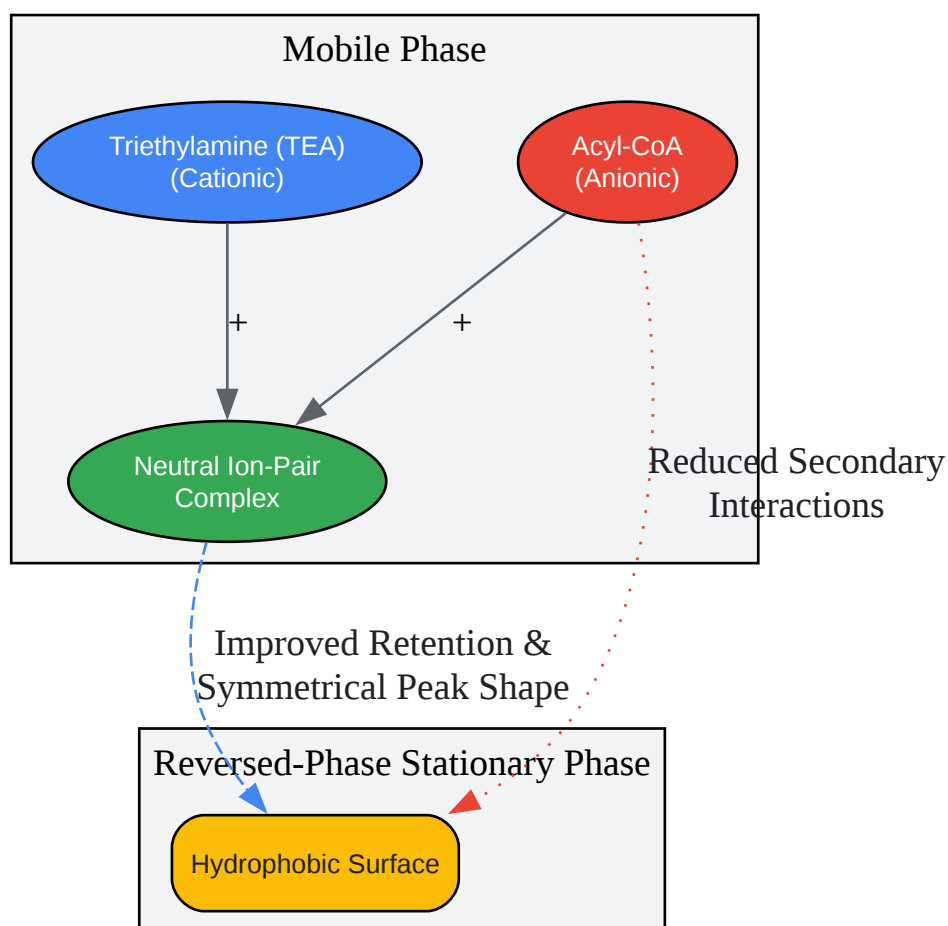 Mobile Phase
Triethylamine (TEA)
(Cationic)
Acyl-CoA
(Anionic)
+
+
Neutral Ion-Pair
Complex
Reduced Secondary
Interactions
Improved Retention &
Symmetrical Peak Shape
Reversed-Phase Stationary Phase
Hydrophobic Surface